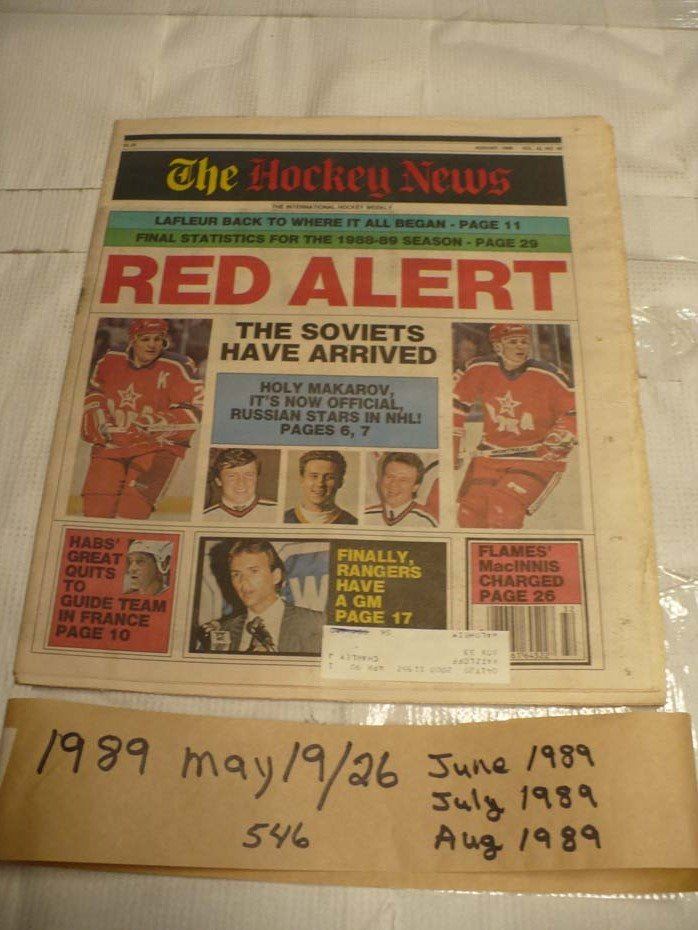 The Hockey News
THE INTERNATIONAL HOCKEY WEEKLY
LAFLEUR BACK TO WHERE IT ALL BEGAN - PAGE 11
FINAL STATISTICS FOR THE 1988-89 SEASON - PAGE 29
RED ALERT
THE SOVIETS
HAVE ARRIVED
HOLY MAKAROV,
IT'S NOW OFFICIAL,
RUSSIAN STARS IN NHL!
PAGES 6, 7
K
HABS'
GREAT
QUITS
TO
GUIDE TEAM
IN FRANCE
PAGE 10
FINALLY,
RANGERS
HAVE
A GM
PAGE 17
FLAMES'
MacINNIS
CHARGED
PAGE 26
1989 May 19/26
546
June 1989
July 1989
Aug 1989